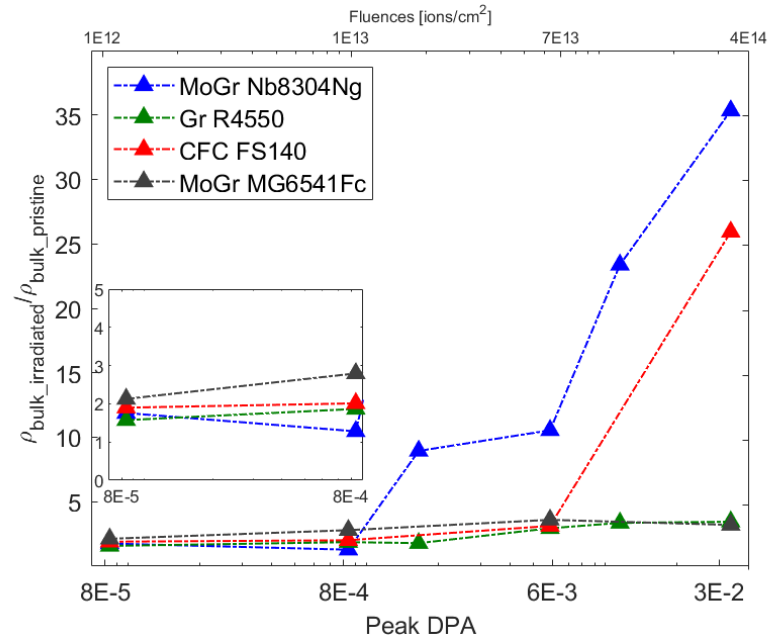 Fluences [ions/cm²]
1E12 1E13 7E13 4E14
MoGr Nb8304Ng
Gr R4550
CFC FS140
MoGr MG6541Fc
35
30
25
20
15
10
5
ρbulk_irradiated/ρbulk_pristine
5
4
3
2
1
0
8E-5 8E-4
8E-5 8E-4 6E-3 3E-2
Peak DPA